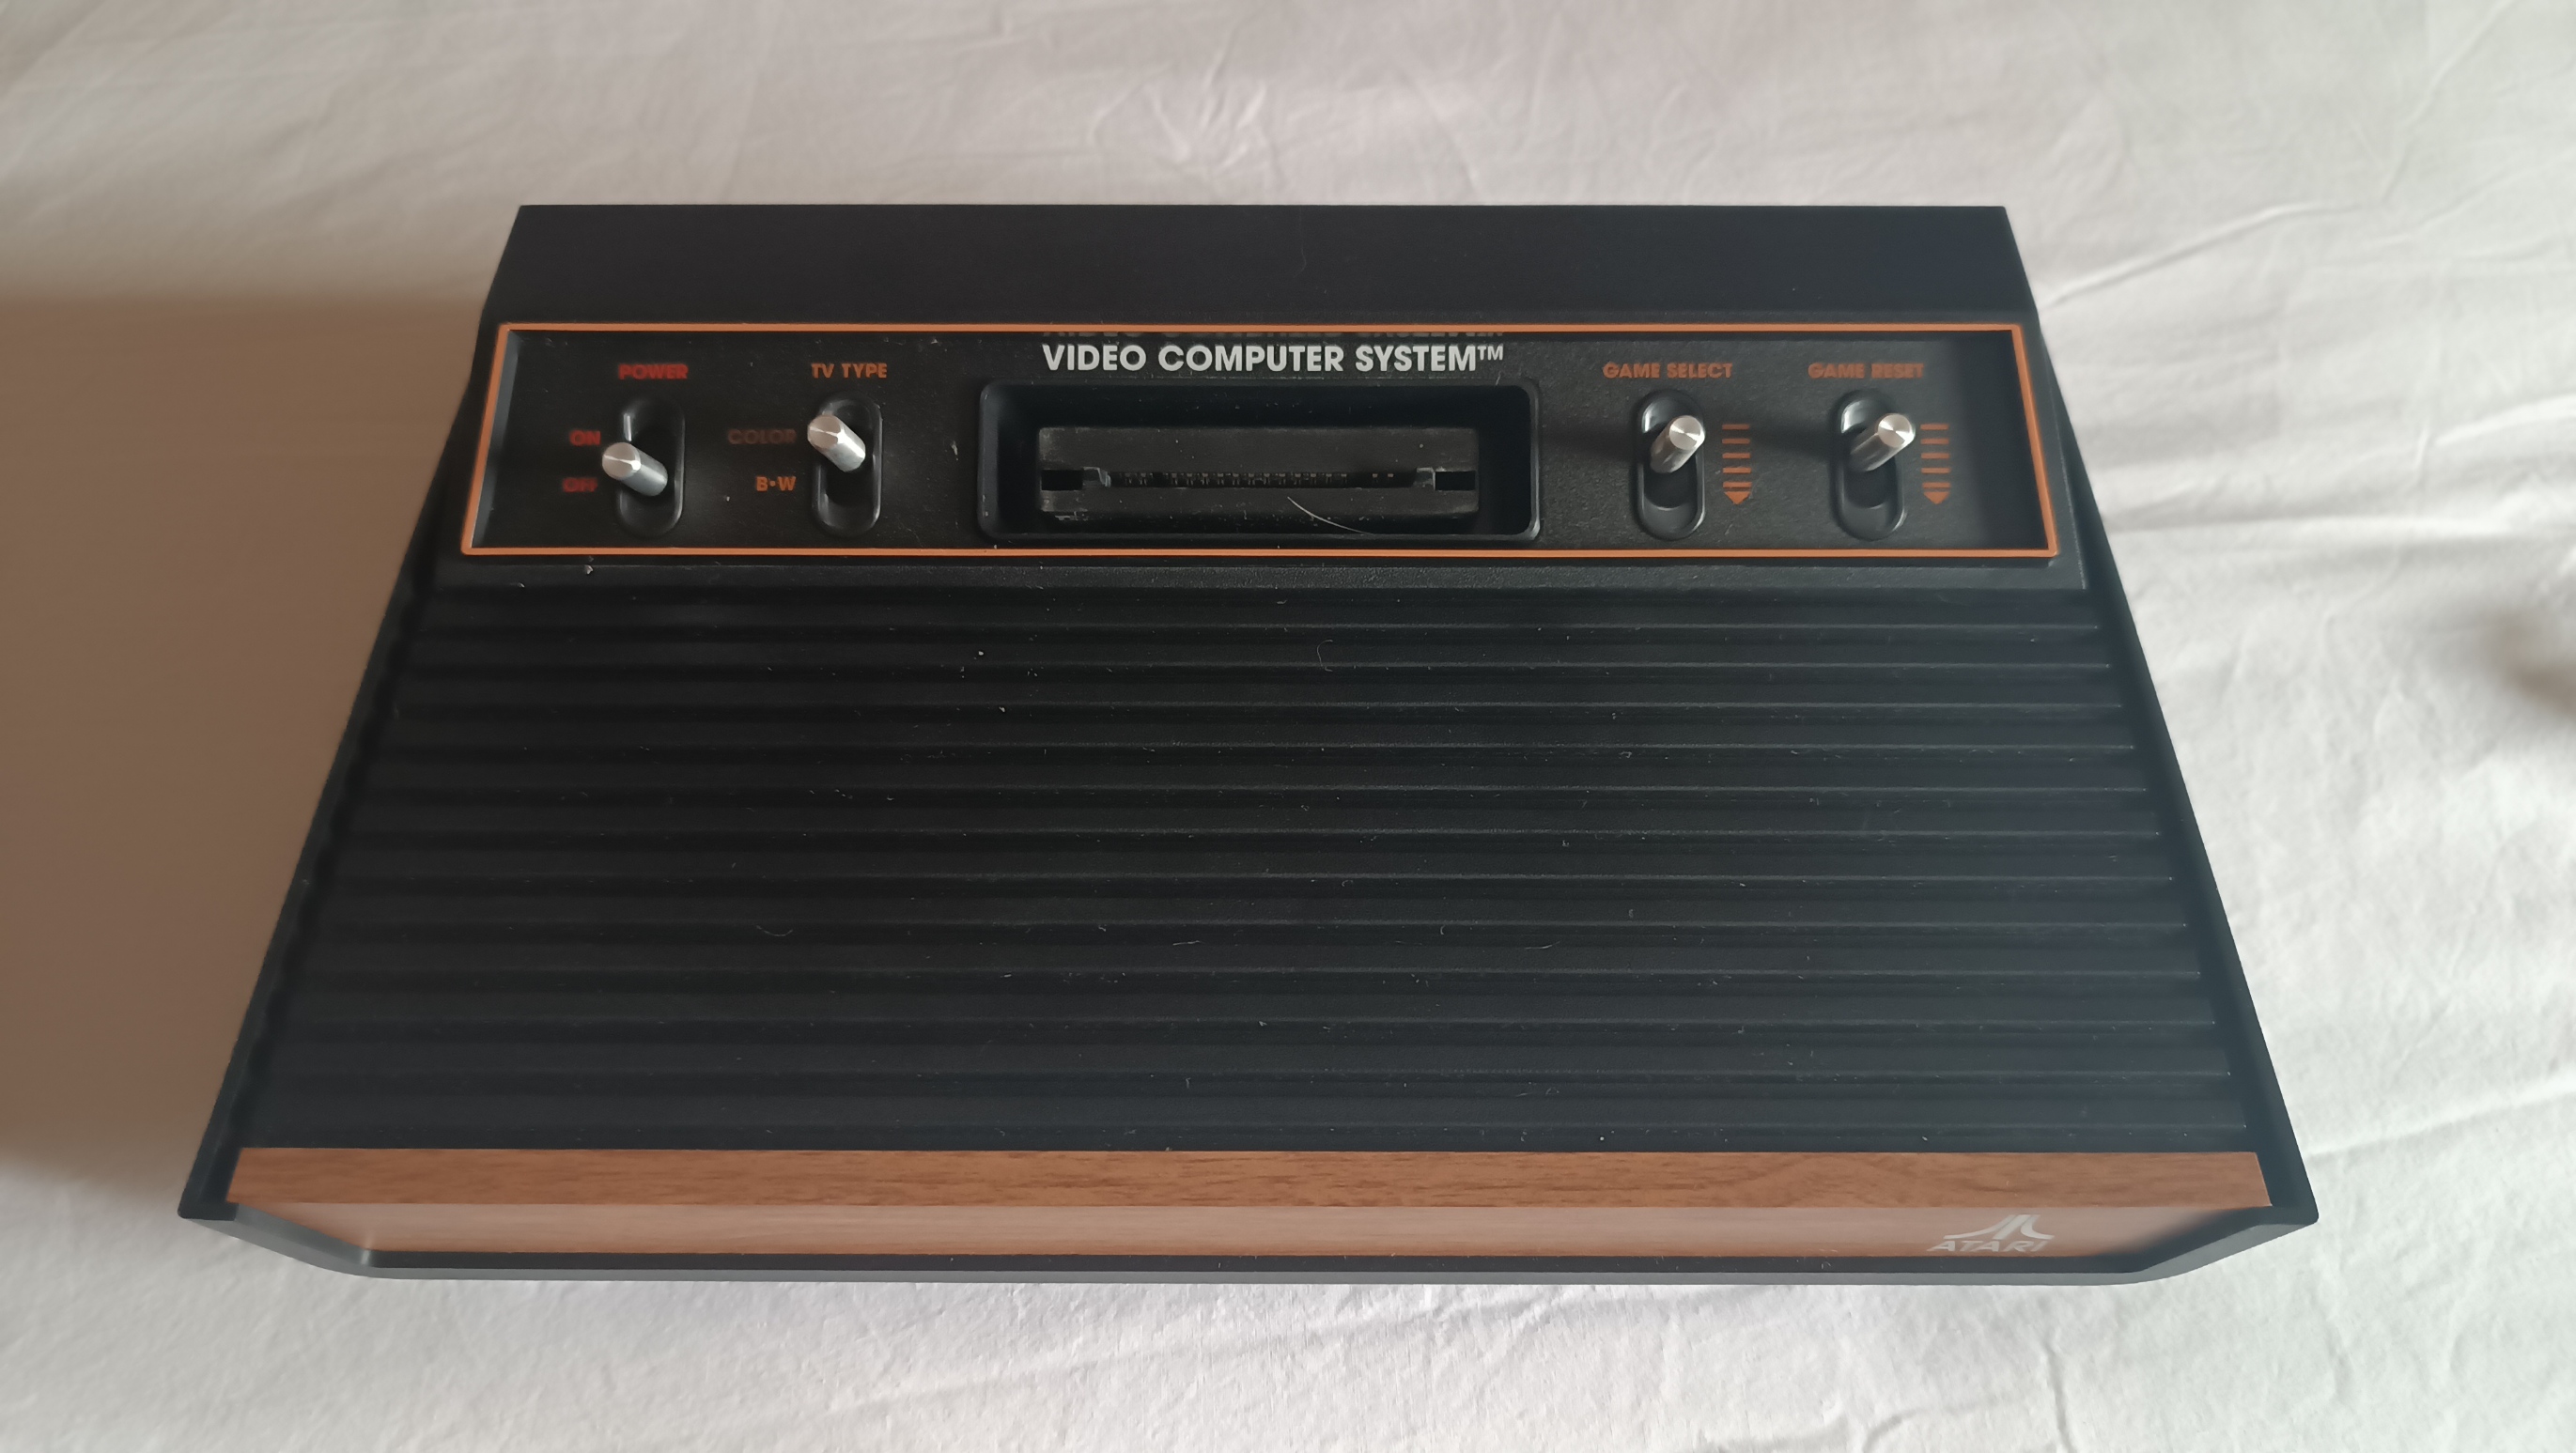 VIDEO COMPUTER SYSTEM™
POWER
TV TYPE
GAME SELECT
GAME RESET
ON
COLOR
OFF
B•W
ATARI